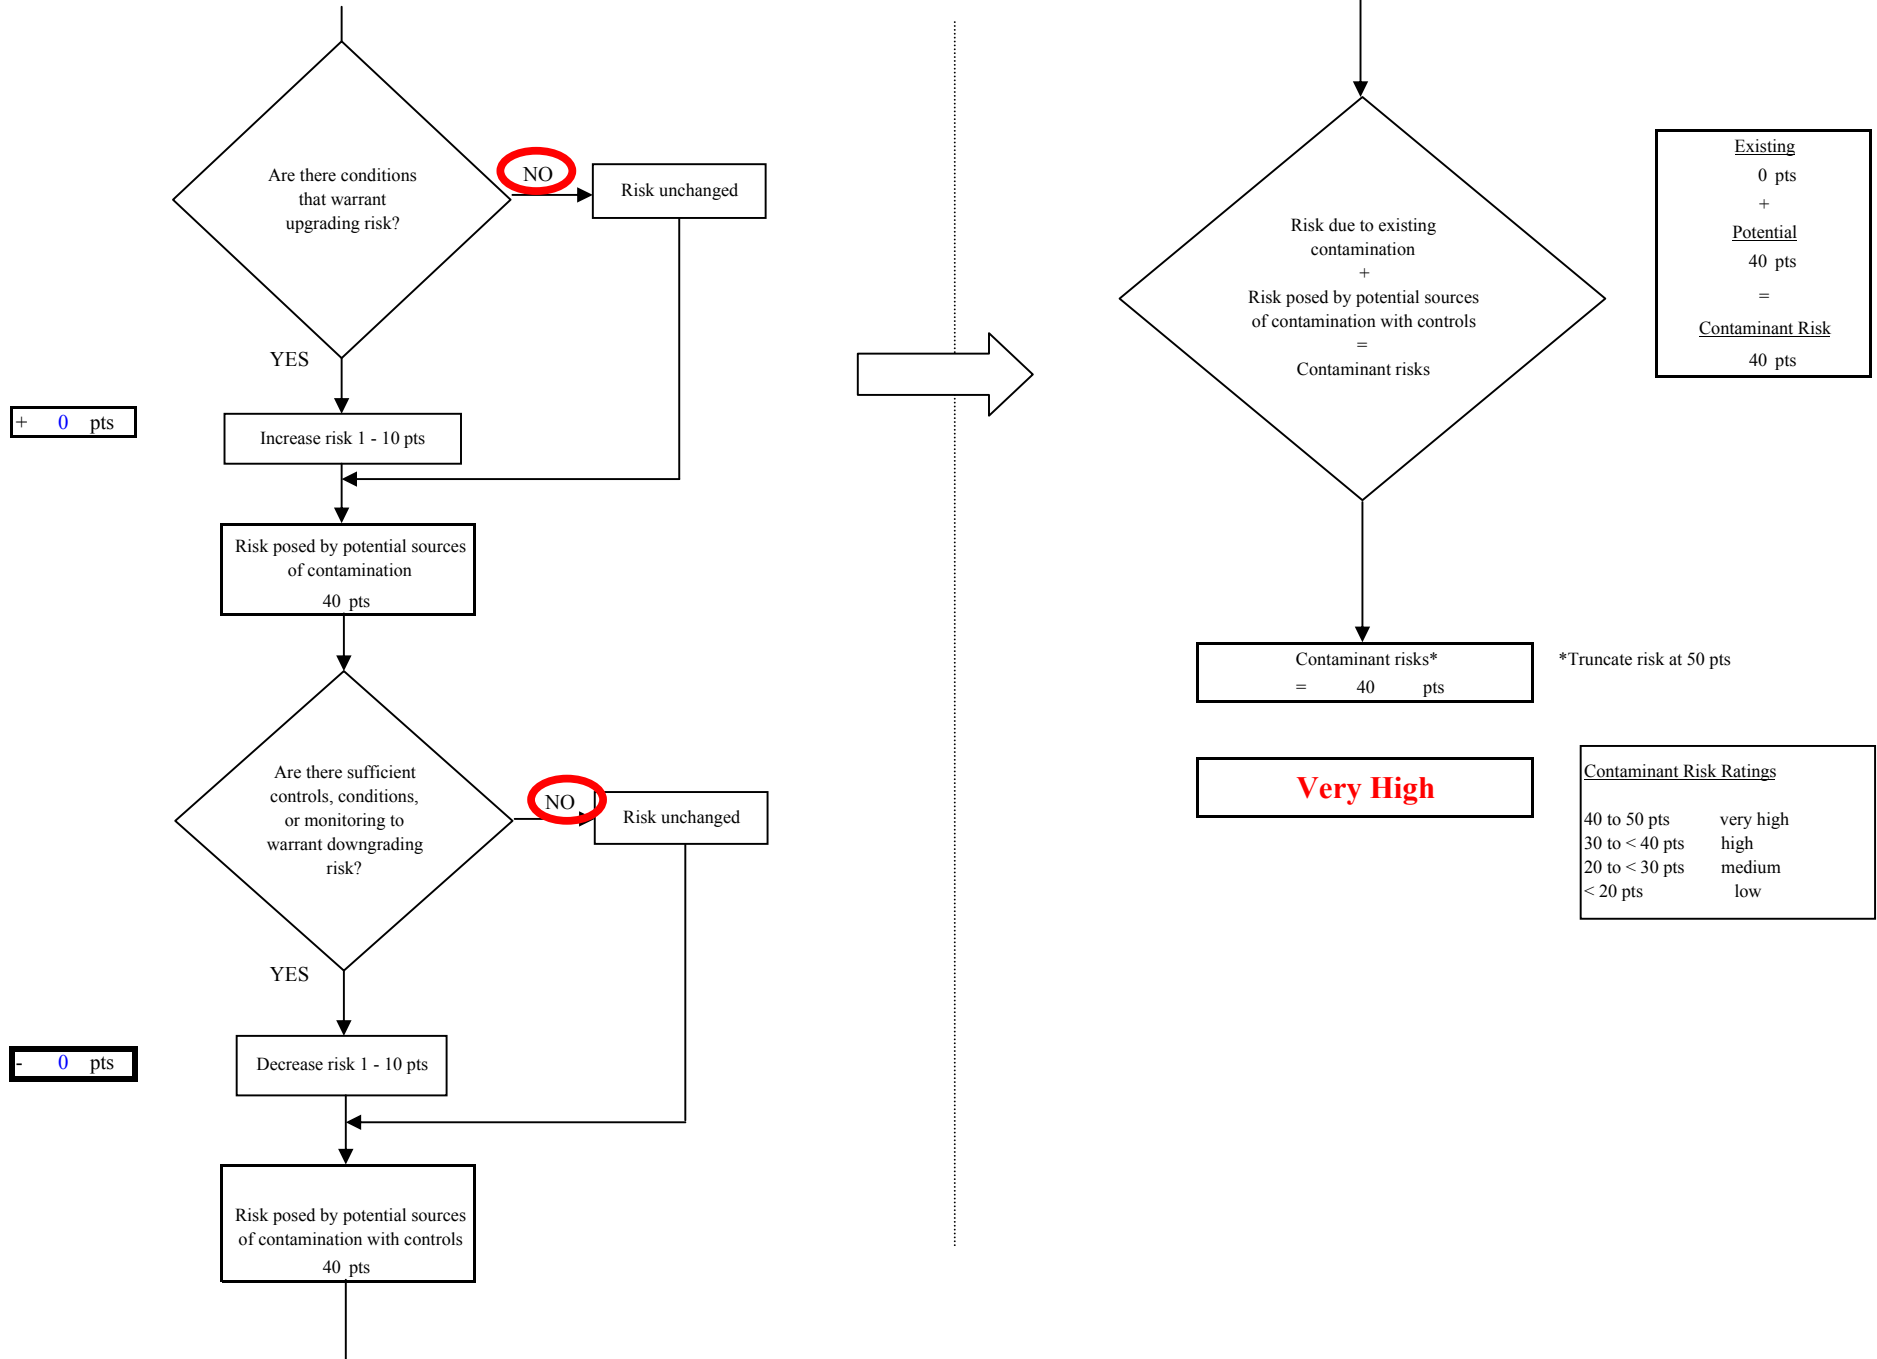 Are there conditions
that warrant
upgrading risk?
NO
Risk unchanged
YES
+ 0 pts
Increase risk 1 - 10 pts
Risk posed by potential sources
of contamination
40 pts
Are there sufficient
controls, conditions,
or monitoring to
warrant downgrading
risk?
NO
Risk unchanged
YES
- 0 pts
Decrease risk 1 - 10 pts
Risk posed by potential sources
of contamination with controls
40 pts
Risk due to existing
contamination
+
Risk posed by potential sources
of contamination with controls
=
Contaminant risks
Existing
0 pts
+
Potential
40 pts
=
Contaminant Risk
40 pts
Contaminant risks*
= 40 pts
*Truncate risk at 50 pts
Very High
Contaminant Risk Ratings
40 to 50 pts very high
30 to < 40 pts high
20 to < 30 pts medium
< 20 pts low